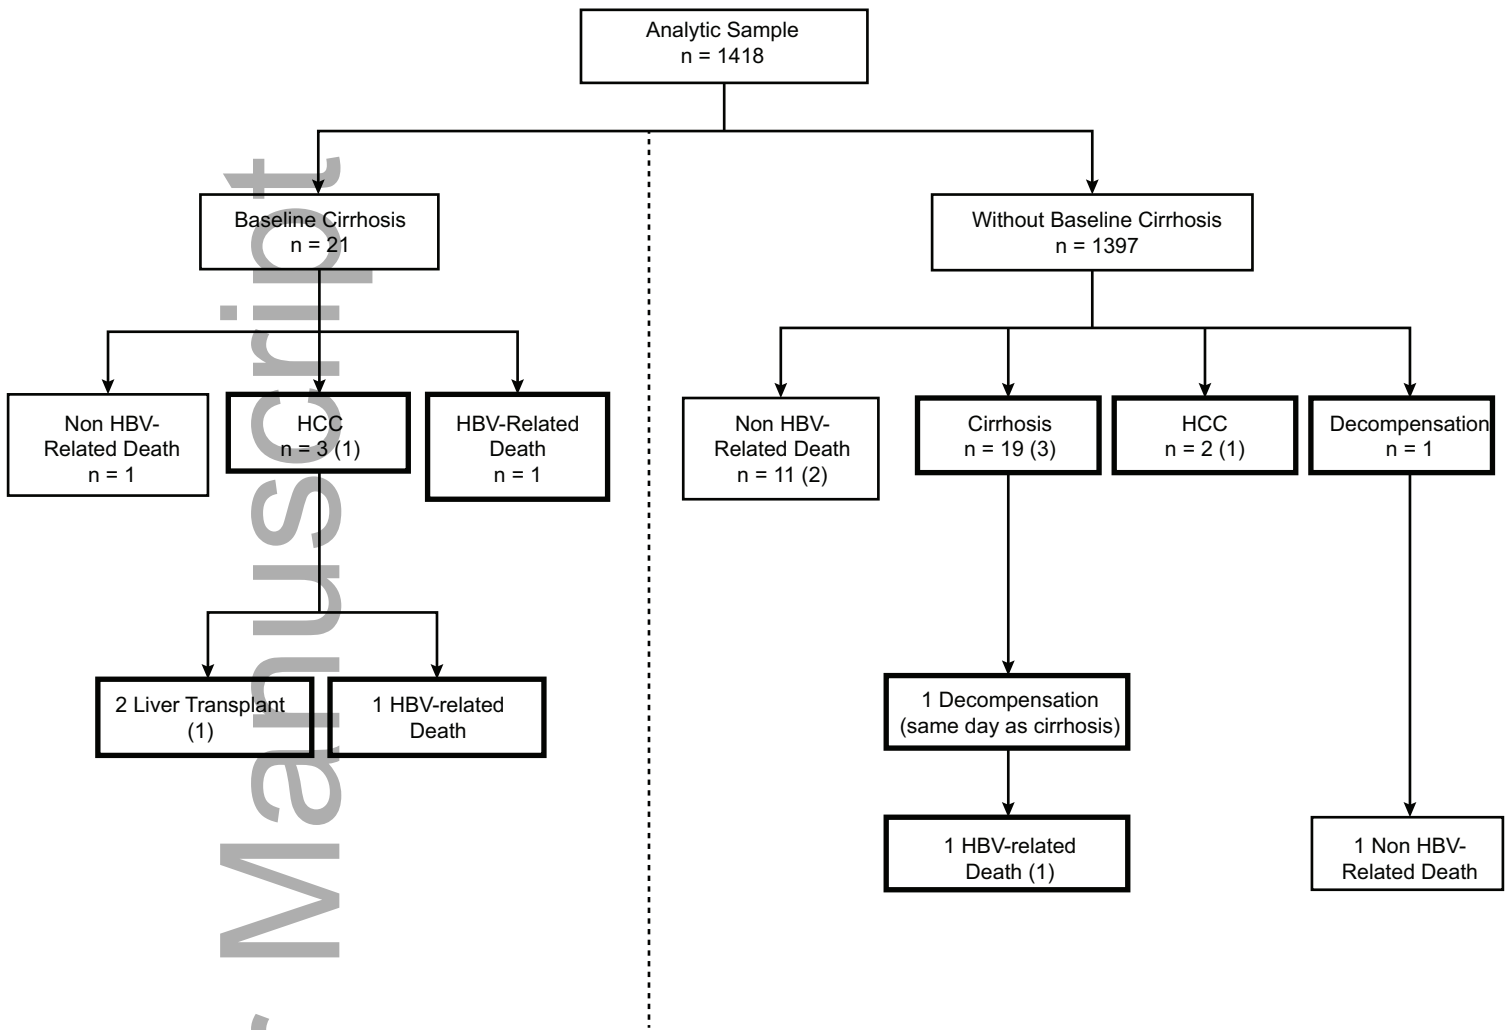 Analytic Sample
n = 1418
Baseline Cirrhosis
n = 21
Without Baseline Cirrhosis
n = 1397
Non HBV-
Related Death
n = 1
HCC
n = 3 (1)
HBV-Related
Death
n = 1
Non HBV-
Related Death
n = 11 (2)
Cirrhosis
n = 19 (3)
HCC
n = 2 (1)
Decompensation
n = 1
2 Liver Transplant
(1)
1 HBV-related
Death
1 Decompensation
(same day as cirrhosis)
1 HBV-related
Death (1)
1 Non HBV-
Related Death
Manuscript